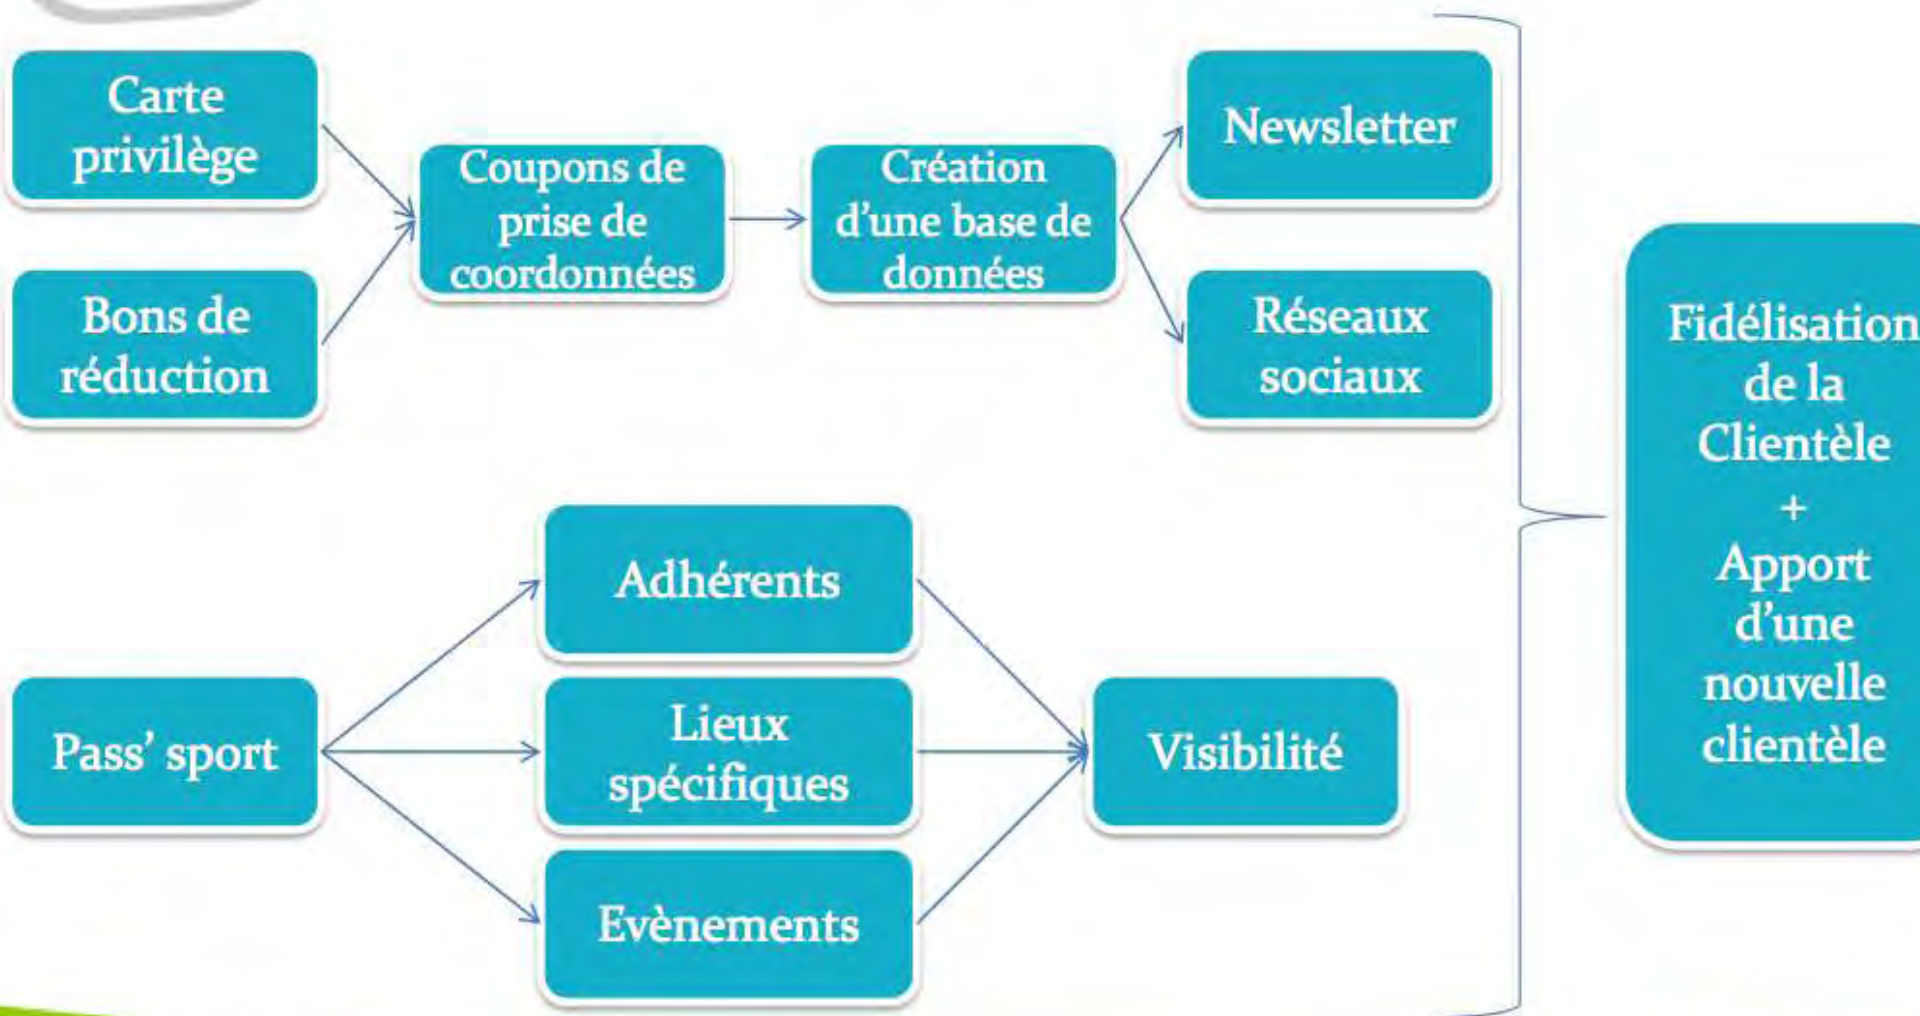 Carte
privilège
Bons de
réduction
Coupons de
prise de
coordonnées
Création
d'une base de
données
Newsletter
Réseaux
sociaux
Pass' sport
Adhérents
Lieux
spécifiques
Evènements
Visibilité
Fidélisation
de la
Clientèle
+
Apport
d'une
nouvelle
clientèle